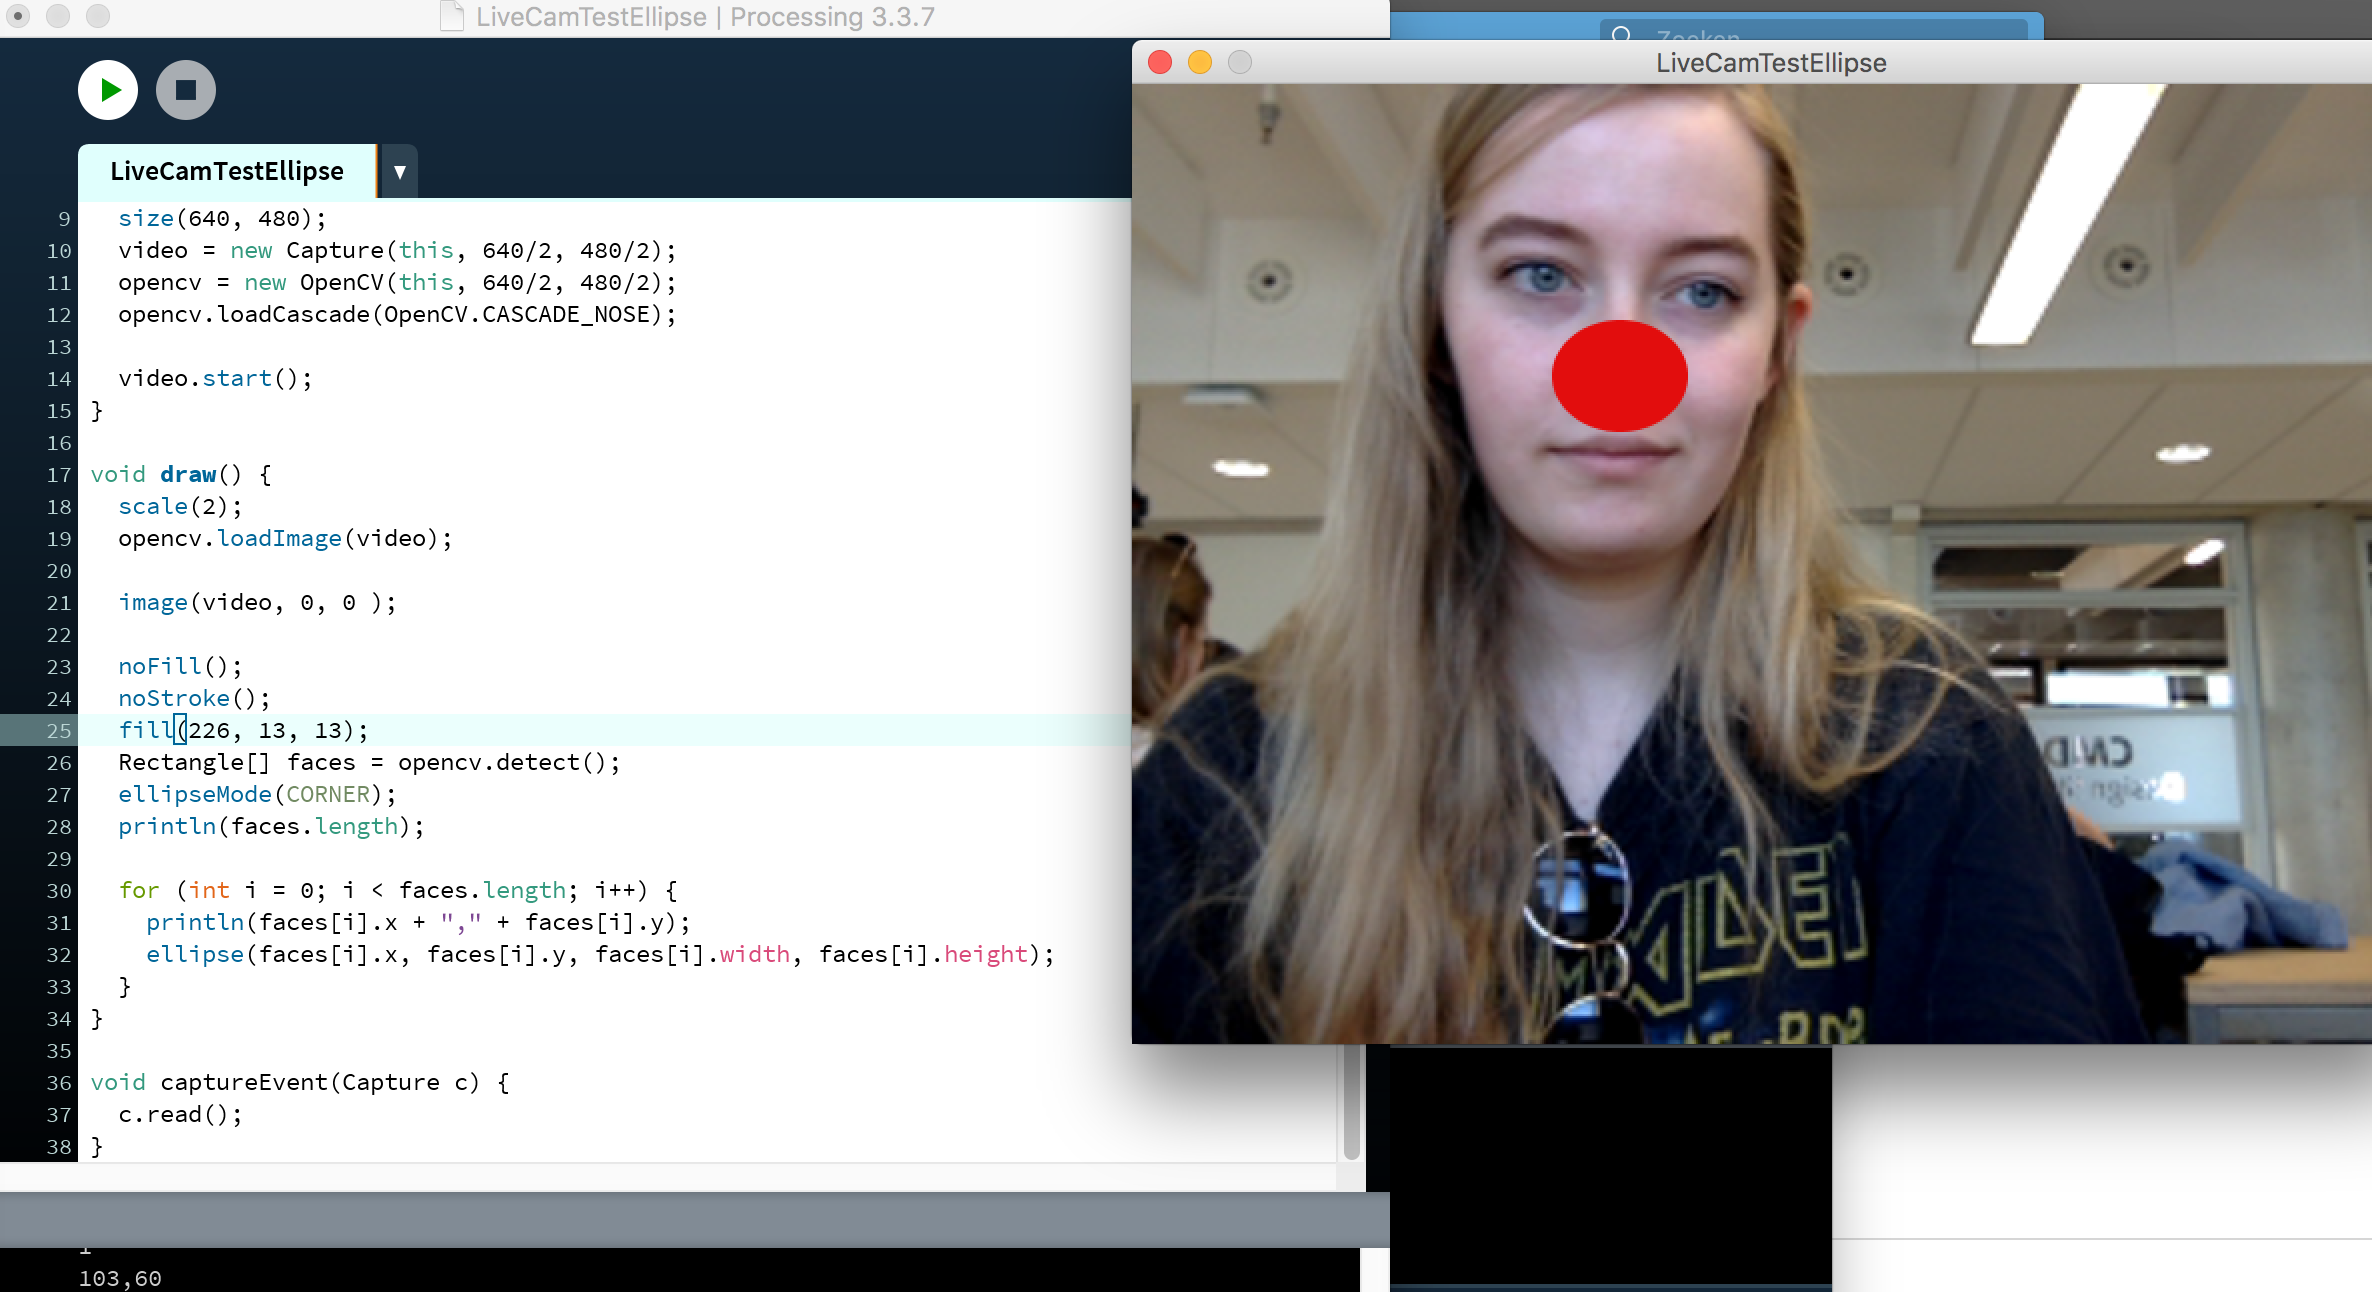 LiveCamTestEllipse | Processing 3.3.7
Zoeken
LiveCamTestEllipse
LiveCamTestEllipse ▼
9 size(640, 480);
10 video = new Capture(this, 640/2, 480/2);
11 opencv = new OpenCV(this, 640/2, 480/2);
12 opencv.loadCascade(OpenCV.CASCADE_NOSE);
13
14 video.start();
15 }
16
17 void draw() {
18 scale(2);
19 opencv.loadImage(video);
20
21 image(video, 0, 0 );
22
23 noFill();
24 noStroke();
25 fill(226, 13, 13);
26 Rectangle[] faces = opencv.detect();
27 ellipseMode(CORNER);
28 println(faces.length);
29
30 for (int i = 0; i < faces.length; i++) {
31 println(faces[i].x + "," + faces[i].y);
32 ellipse(faces[i].x, faces[i].y, faces[i].width, faces[i].height);
33 }
34 }
35
36 void captureEvent(Capture c) {
37 c.read();
38 }
1
103,60